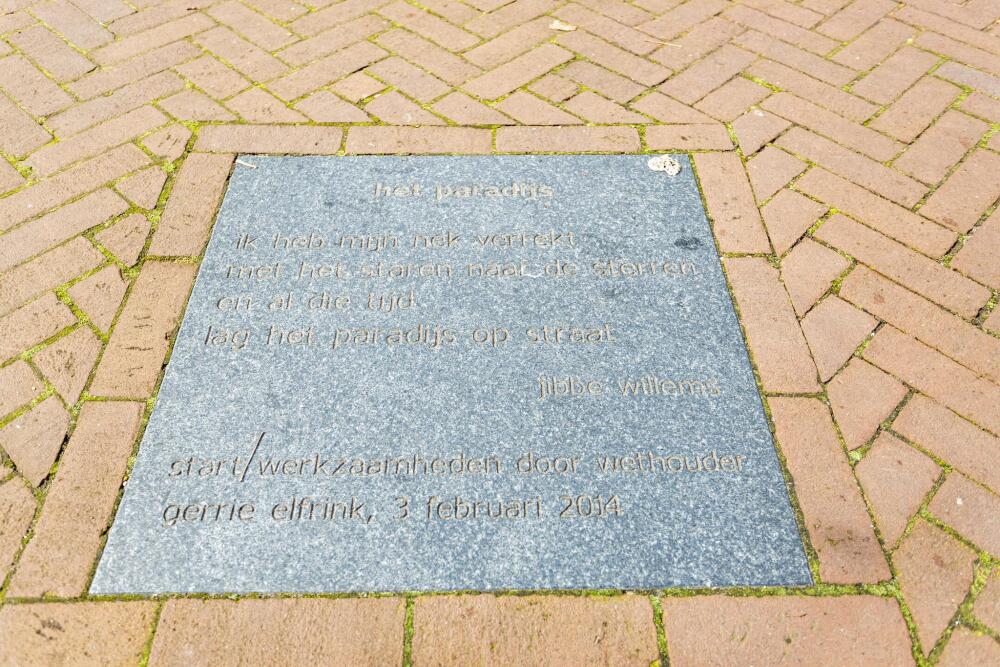 het paradijs
ik heb mijn nek verrekt
met het staren naar de sterren
en al die tijd
lag het paradijs op straat
jibbe willems
start/werkzaamheden door wethouder
gerrie elfrink, 3 februari 2014